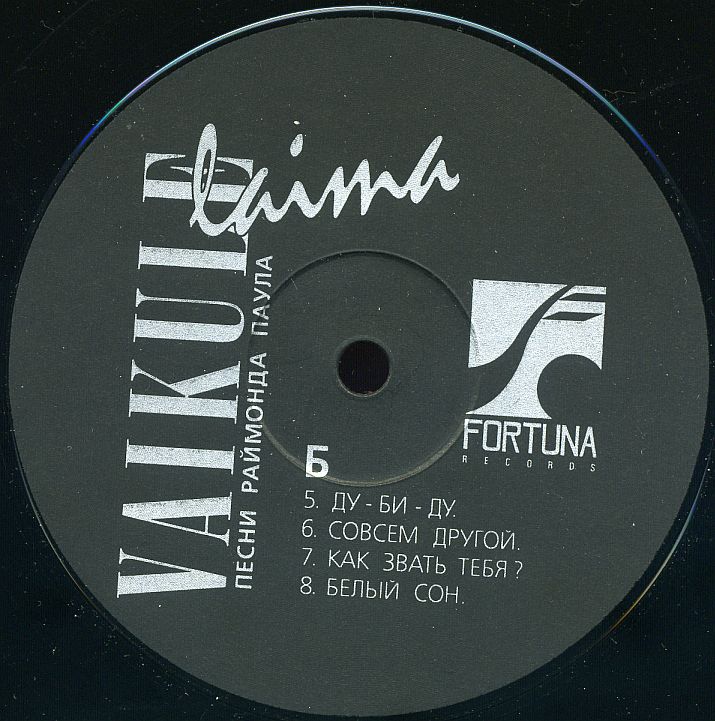 laima
VAIKULE
ПЕСНИ РАЙМОНДА ПАУЛА
FORTUNA
RECORDS
Б
5. ДУ - БИ - ДУ.
6. СОВСЕМ ДРУГОЙ.
7. КАК ЗВАТЬ ТЕБЯ?
8. БЕЛЫЙ СОН.